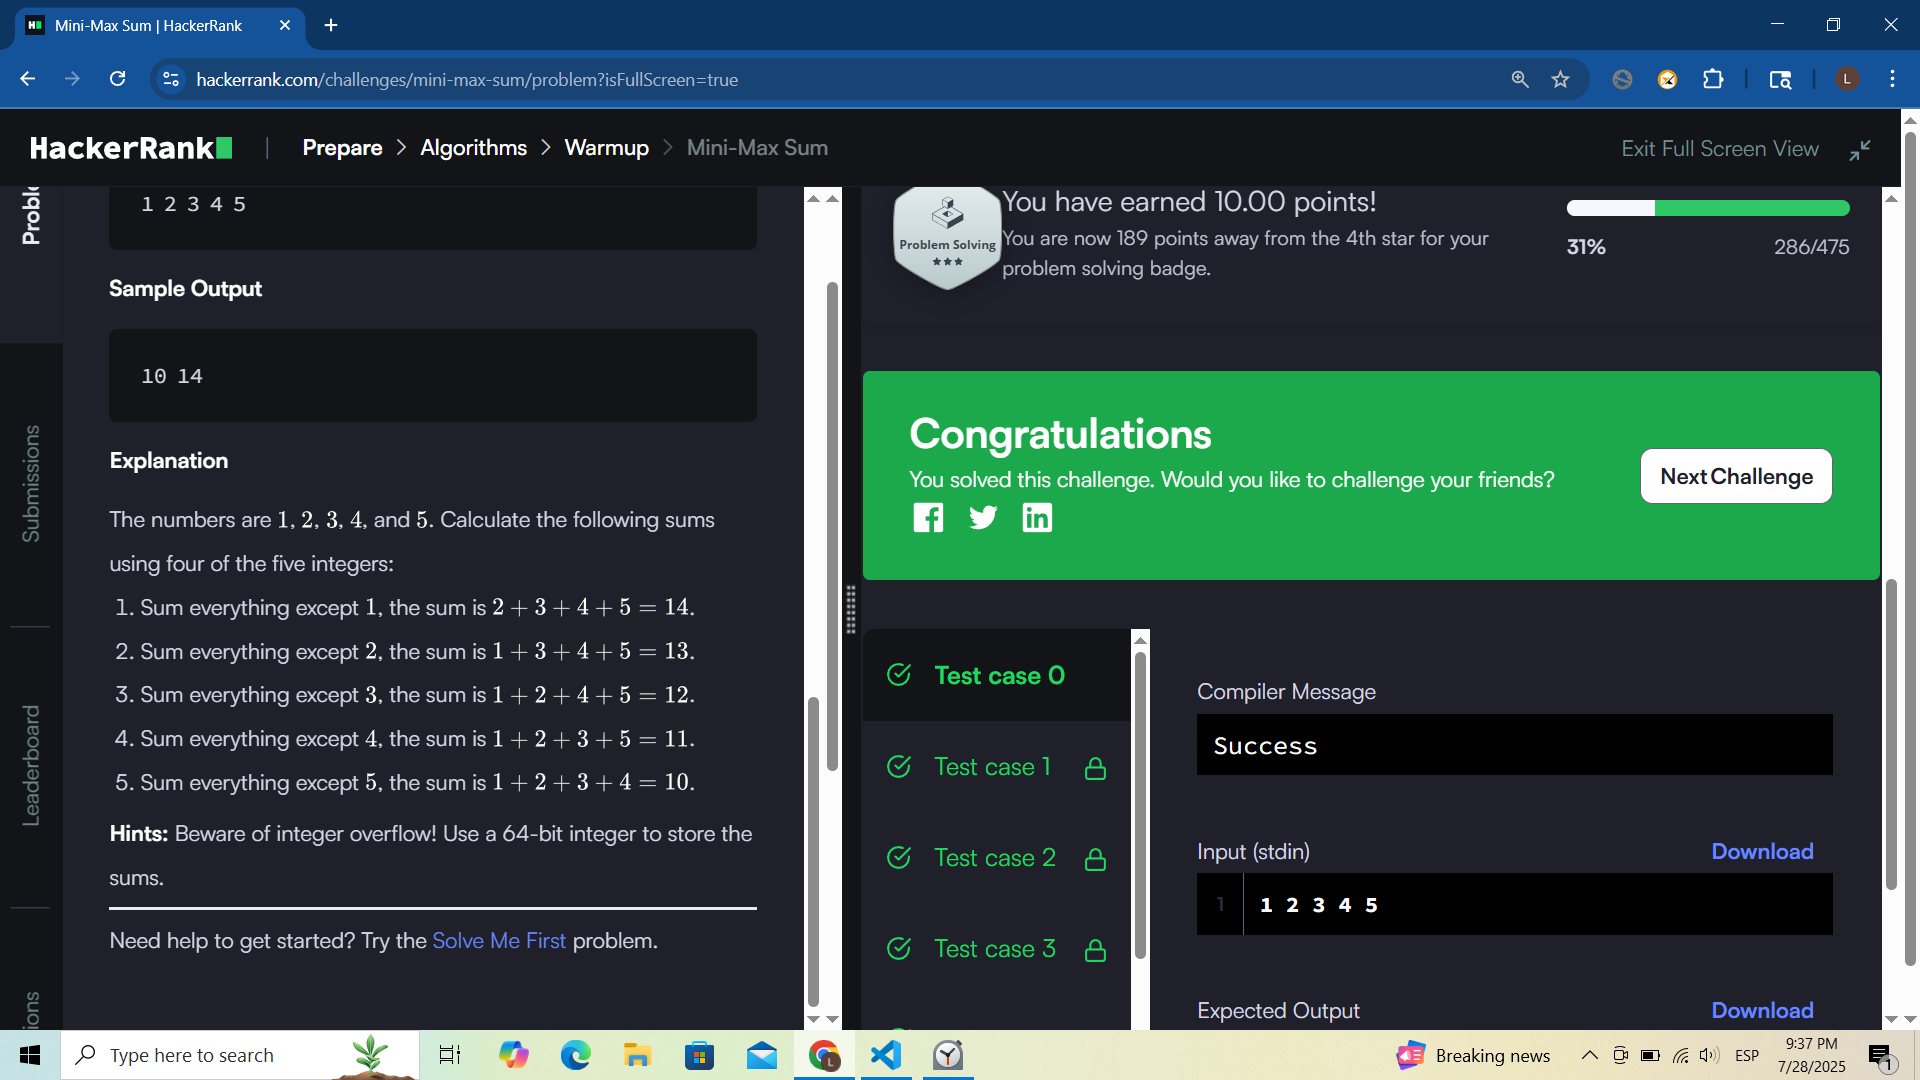 Mini-Max Sum | HackerRank
hackerrank.com/challenges/mini-max-sum/problem?isFullScreen=true
L
HackerRank
Prepare
Algorithms
Warmup
Mini-Max Sum
Exit Full Screen View
Submissions
Leaderboard
1 2 3 4 5
Sample Output
10 14
Explanation
The numbers are 1, 2, 3, 4, and 5. Calculate the following sums
using four of the five integers:
1. Sum everything except 1, the sum is 2 + 3 + 4 + 5 = 14.
2. Sum everything except 2, the sum is 1 + 3 + 4 + 5 = 13.
3. Sum everything except 3, the sum is 1 + 2 + 4 + 5 = 12.
4. Sum everything except 4, the sum is 1 + 2 + 3 + 5 = 11.
5. Sum everything except 5, the sum is 1 + 2 + 3 + 4 = 10.
Hints: Beware of integer overflow! Use a 64-bit integer to store the
sums.
Need help to get started? Try the Solve Me First problem.
Problem Solving
You have earned 10.00 points!
You are now 189 points away from the 4th star for your
problem solving badge.
31%
286/475
Congratulations
You solved this challenge. Would you like to challenge your friends?
Next Challenge
Test case 0
Test case 1
Test case 2
Test case 3
Compiler Message
Success
Input (stdin)
Download
1
1 2 3 4 5
Expected Output
Download
Type here to search
L
Breaking news
ESP
9:37 PM
7/28/2025
1